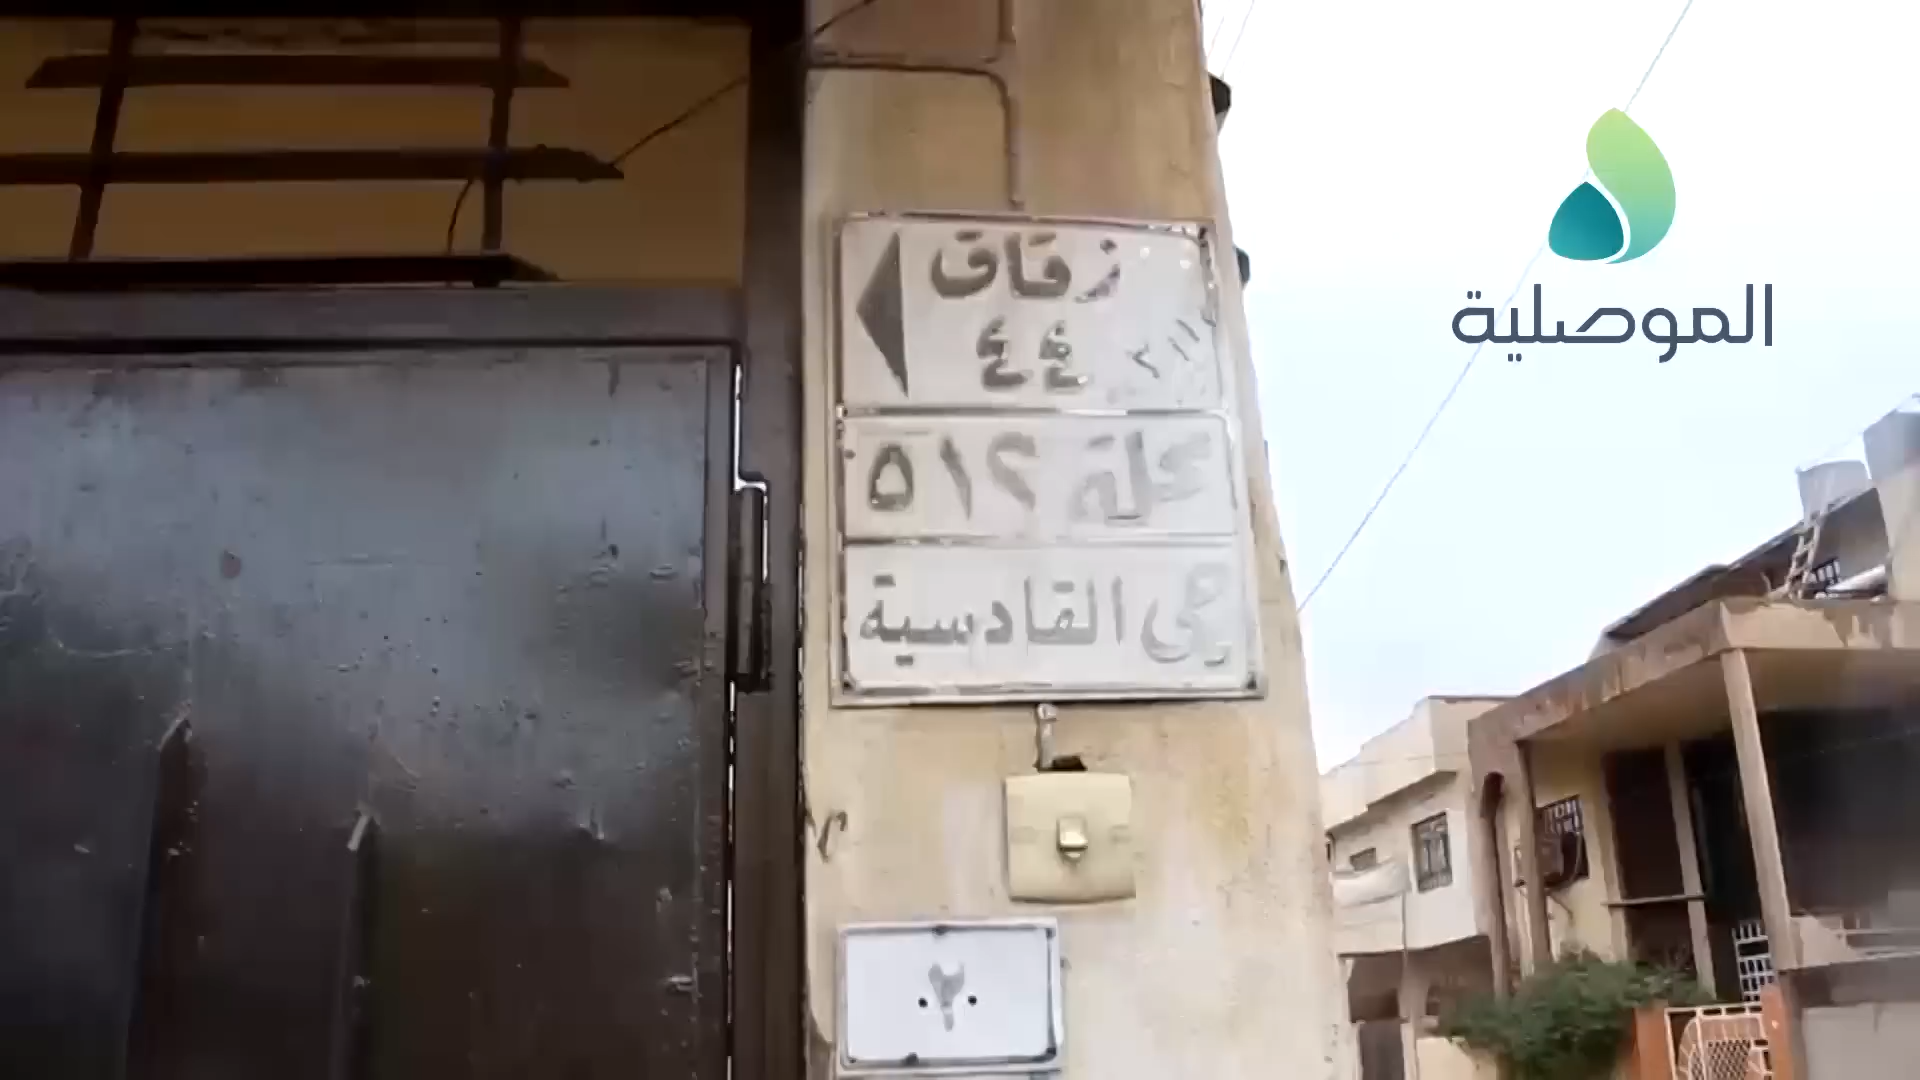 زقاق
٤٤
محلة ٥١٢
حي القادسية
٢
الموصلية